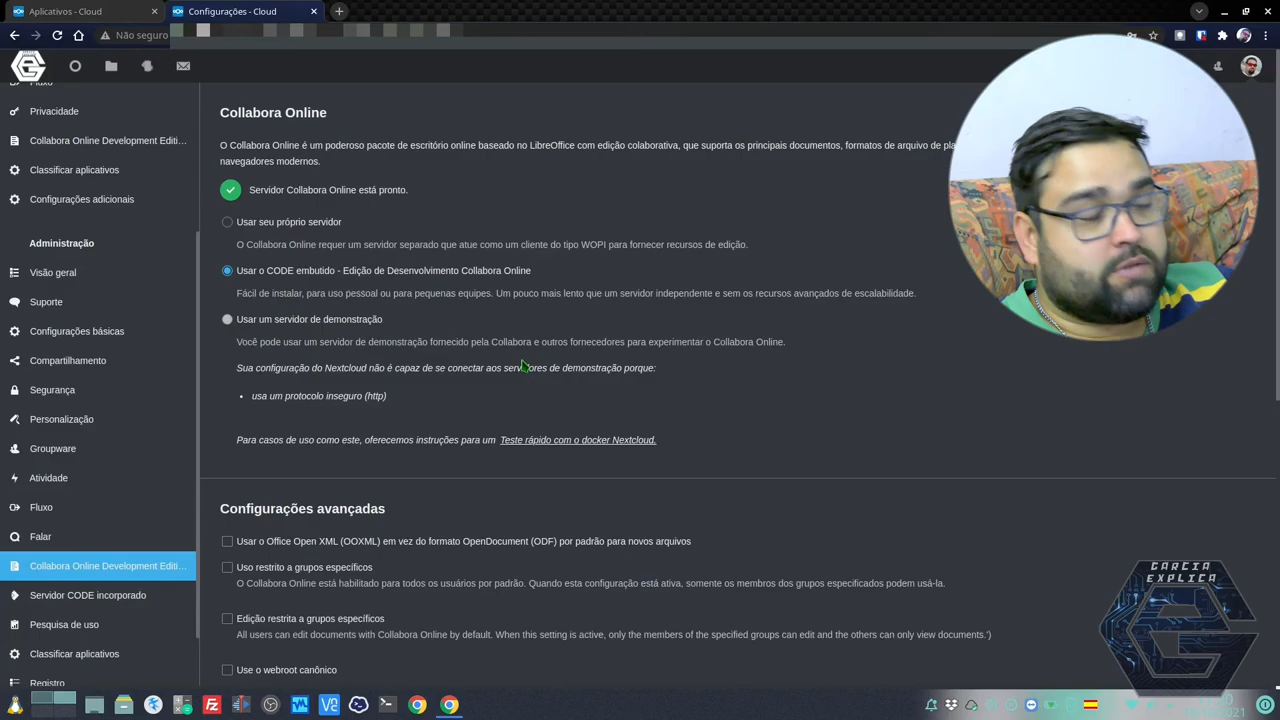 Aplicativos - Cloud
Configurações - Cloud
Não seguro
Fluxo
Privacidade
Collabora Online Development Editi...
Classificar aplicativos
Configurações adicionais
Administração
Visão geral
Suporte
Configurações básicas
Compartilhamento
Segurança
Personalização
Groupware
Atividade
Fluxo
Falar
Collabora Online Development Editi...
Servidor CODE incorporado
Pesquisa de uso
Classificar aplicativos
Registro
Collabora Online
O Collabora Online é um poderoso pacote de escritório online baseado no LibreOffice com edição colaborativa, que suporta os principais documentos, formatos de arquivo de
navegadores modernos.
Servidor Collabora Online está pronto.
Usar seu próprio servidor
O Collabora Online requer um servidor separado que atue como um cliente do tipo WOPI para fornecer recursos de edição.
Usar o CODE embutido - Edição de Desenvolvimento Collabora Online
Fácil de instalar, para uso pessoal ou para pequenas equipes. Um pouco mais lento que um servidor independente e sem os recursos avançados de escalabilidade.
Usar um servidor de demonstração
Você pode usar um servidor de demonstração fornecido pela Collabora e outros fornecedores para experimentar o Collabora Online.
Sua configuração do Nextcloud não é capaz de se conectar aos servidores de demonstração porque:
• usa um protocolo inseguro (http)
Para casos de uso como este, oferecemos instruções para um Teste rápido com o docker Nextcloud.
Configurações avançadas
Usar o Office Open XML (OOXML) em vez do formato OpenDocument (ODF) por padrão para novos arquivos
Uso restrito a grupos específicos
O Collabora Online está habilitado para todos os usuários por padrão. Quando esta configuração está ativa, somente os membros dos grupos especificados podem usá-la.
Edição restrita a grupos específicos
All users can edit documents with Collabora Online by default. When this setting is active, only the members of the specified groups can edit and the others can only view documents.')
Use o webroot canônico
GARCIA
EXPLICA